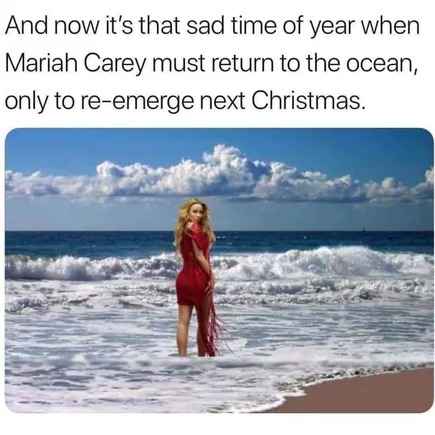 And now it’s that sad time of year when
Mariah Carey must return to the ocean,
only to re-emerge next Christmas.